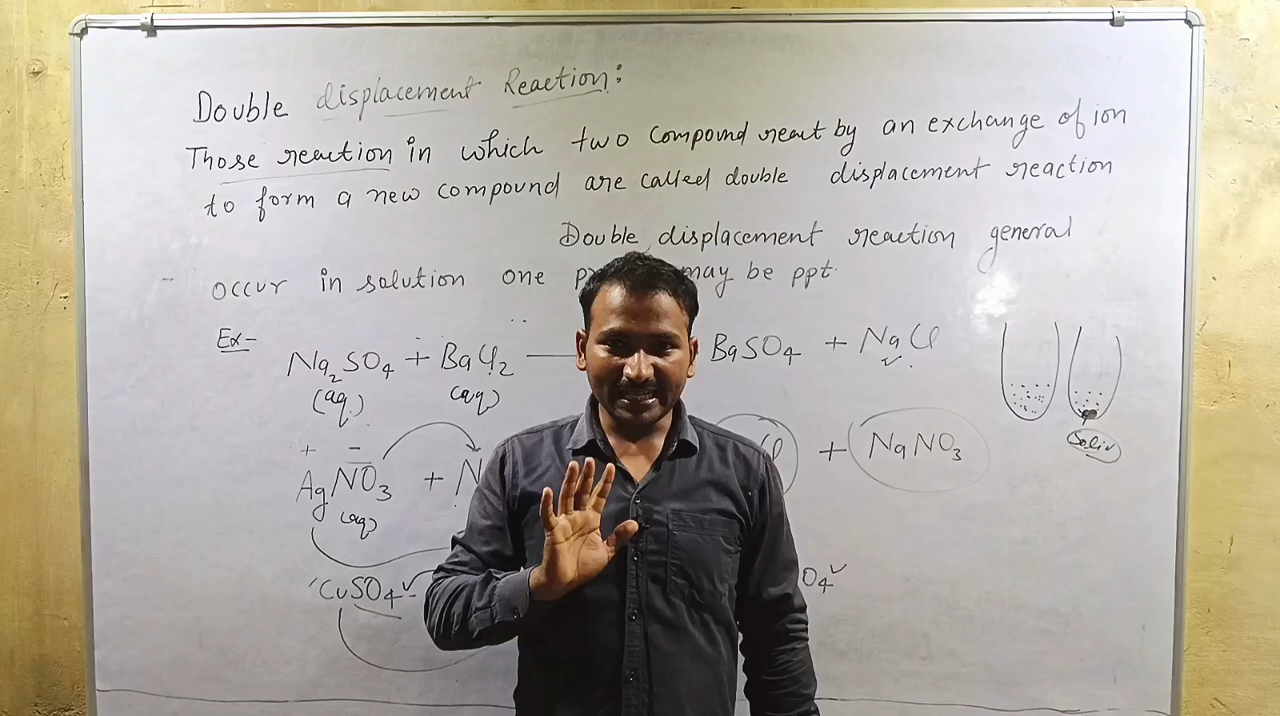 Double displacement Reaction:
Those reaction in which two compound react by an exchange of ion
to form a new compound are called double displacement reaction
Double displacement reaction general
occur in solution one may be ppt.
Ex-
Na₂SO₄ + BaCl₂ BaSO₄ + NaCl
(aq) (aq)
+ -
AgNO₃ + N + NaNO₃
(aq)
CuSO₄ O₄